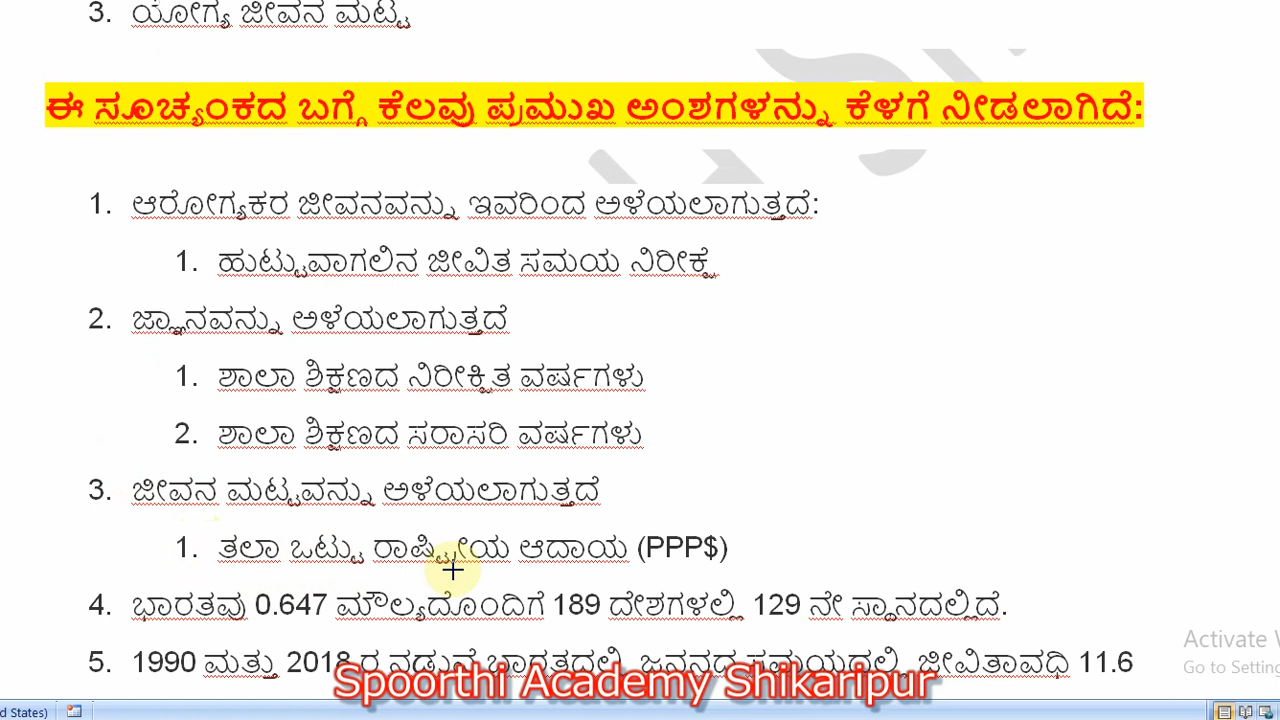 3. ಯೋಗ್ಯ ಜೀವನ ಮಟ್ಟ
ಈ ಸೂಚ್ಯಂಕದ ಬಗ್ಗೆ ಕೆಲವು ಪ್ರಮುಖ ಅಂಶಗಳನ್ನು ಕೆಳಗೆ ನೀಡಲಾಗಿದೆ:
1. ಆರೋಗ್ಯಕರ ಜೀವನವನ್ನು ಇವರಿಂದ ಅಳೆಯಲಾಗುತ್ತದೆ:
1. ಹುಟ್ಟುವಾಗಲಿನ ಜೀವಿತ ಸಮಯ ನಿರೀಕ್ಷೆ
2. ಜ್ಞಾನವನ್ನು ಅಳೆಯಲಾಗುತ್ತದೆ
1. ಶಾಲಾ ಶಿಕ್ಷಣದ ನಿರೀಕ್ಷಿತ ವರ್ಷಗಳು
2. ಶಾಲಾ ಶಿಕ್ಷಣದ ಸರಾಸರಿ ವರ್ಷಗಳು
3. ಜೀವನ ಮಟ್ಟವನ್ನು ಅಳೆಯಲಾಗುತ್ತದೆ
1. ತಲಾ ಒಟ್ಟು ರಾಷ್ಟ್ರೀಯ ಆದಾಯ (PPP$)
4. ಭಾರತವು 0.647 ಮೌಲ್ಯದೊಂದಿಗೆ 189 ದೇಶಗಳಲ್ಲಿ 129 ನೇ ಸ್ಥಾನದಲ್ಲಿದೆ.
5. 1990 ಮತ್ತು 2018 ರ ನಡುವೆ ಭಾರತದಲ್ಲಿ ಜನನದ ಸಮಯದಲ್ಲಿ ಜೀವಿತಾವಧಿ 11.6
Activate
Go to Setting
Spoorthi Academy Shikaripur
d States)